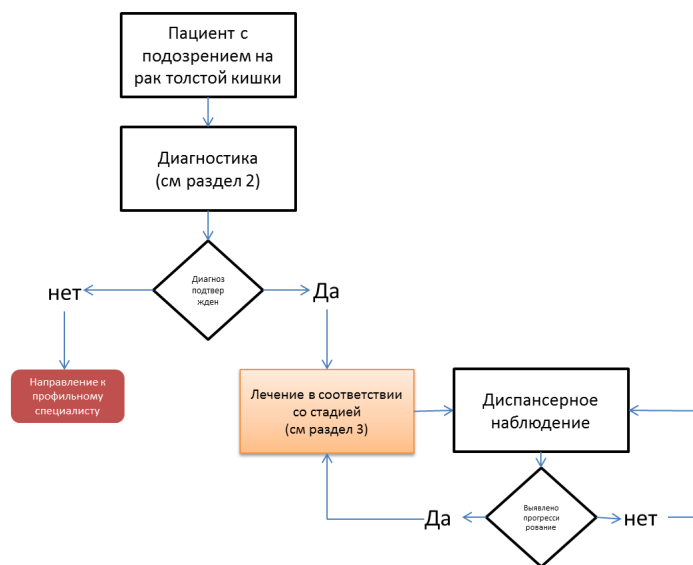 Пациент с
подозрением на
рак толстой кишки
Диагностика
(см раздел 2)
Диагноз
подтвер
жден
нет
Да
Направление к
профильному
специалисту
Лечение в соответствии
со стадией
(см раздел 3)
Диспансерное
наблюдение
Выявлено
прогресси
рование
Да
нет